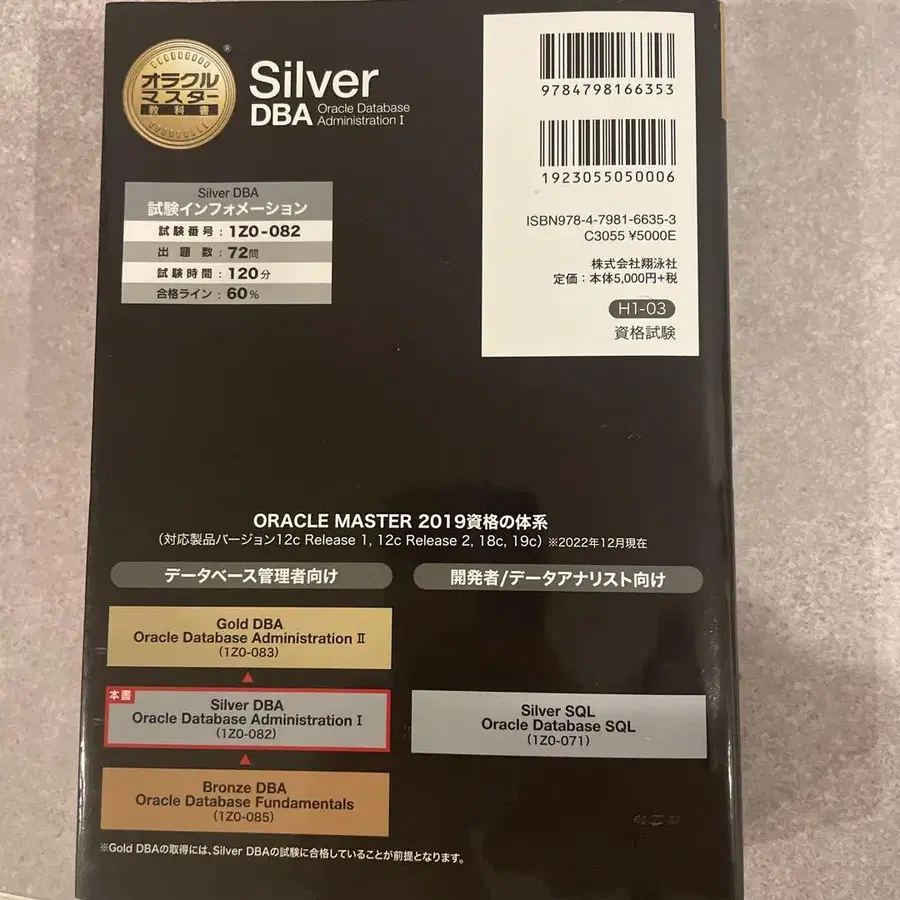 オラクル
マスター
教科書
®
Silver
DBA Oracle Database
Administration I
9784798166353
1923055050006
ISBN978-4-7981-6635-3
C3055 ¥5000E
株式会社翔泳社
定価:本体5,000円+税
H1-03
資格試験
Silver DBA
試験インフォメーション
試験番号:1Z0-082
出題数:72問
試験時間:120分
合格ライン:60%
ORACLE MASTER 2019資格の体系
(対応製品バージョン12c Release 1, 12c Release 2, 18c, 19c) ※2022年12月現在
データベース管理者向け
開発者/データアナリスト向け
Gold DBA
Oracle Database Administration Ⅱ
(1Z0-083)
本書
Silver DBA
Oracle Database Administration Ⅰ
(1Z0-082)
Silver SQL
Oracle Database SQL
(1Z0-071)
Bronze DBA
Oracle Database Fundamentals
(1Z0-085)
※Gold DBAの取得には、Silver DBAの試験に合格していることが前提となります。